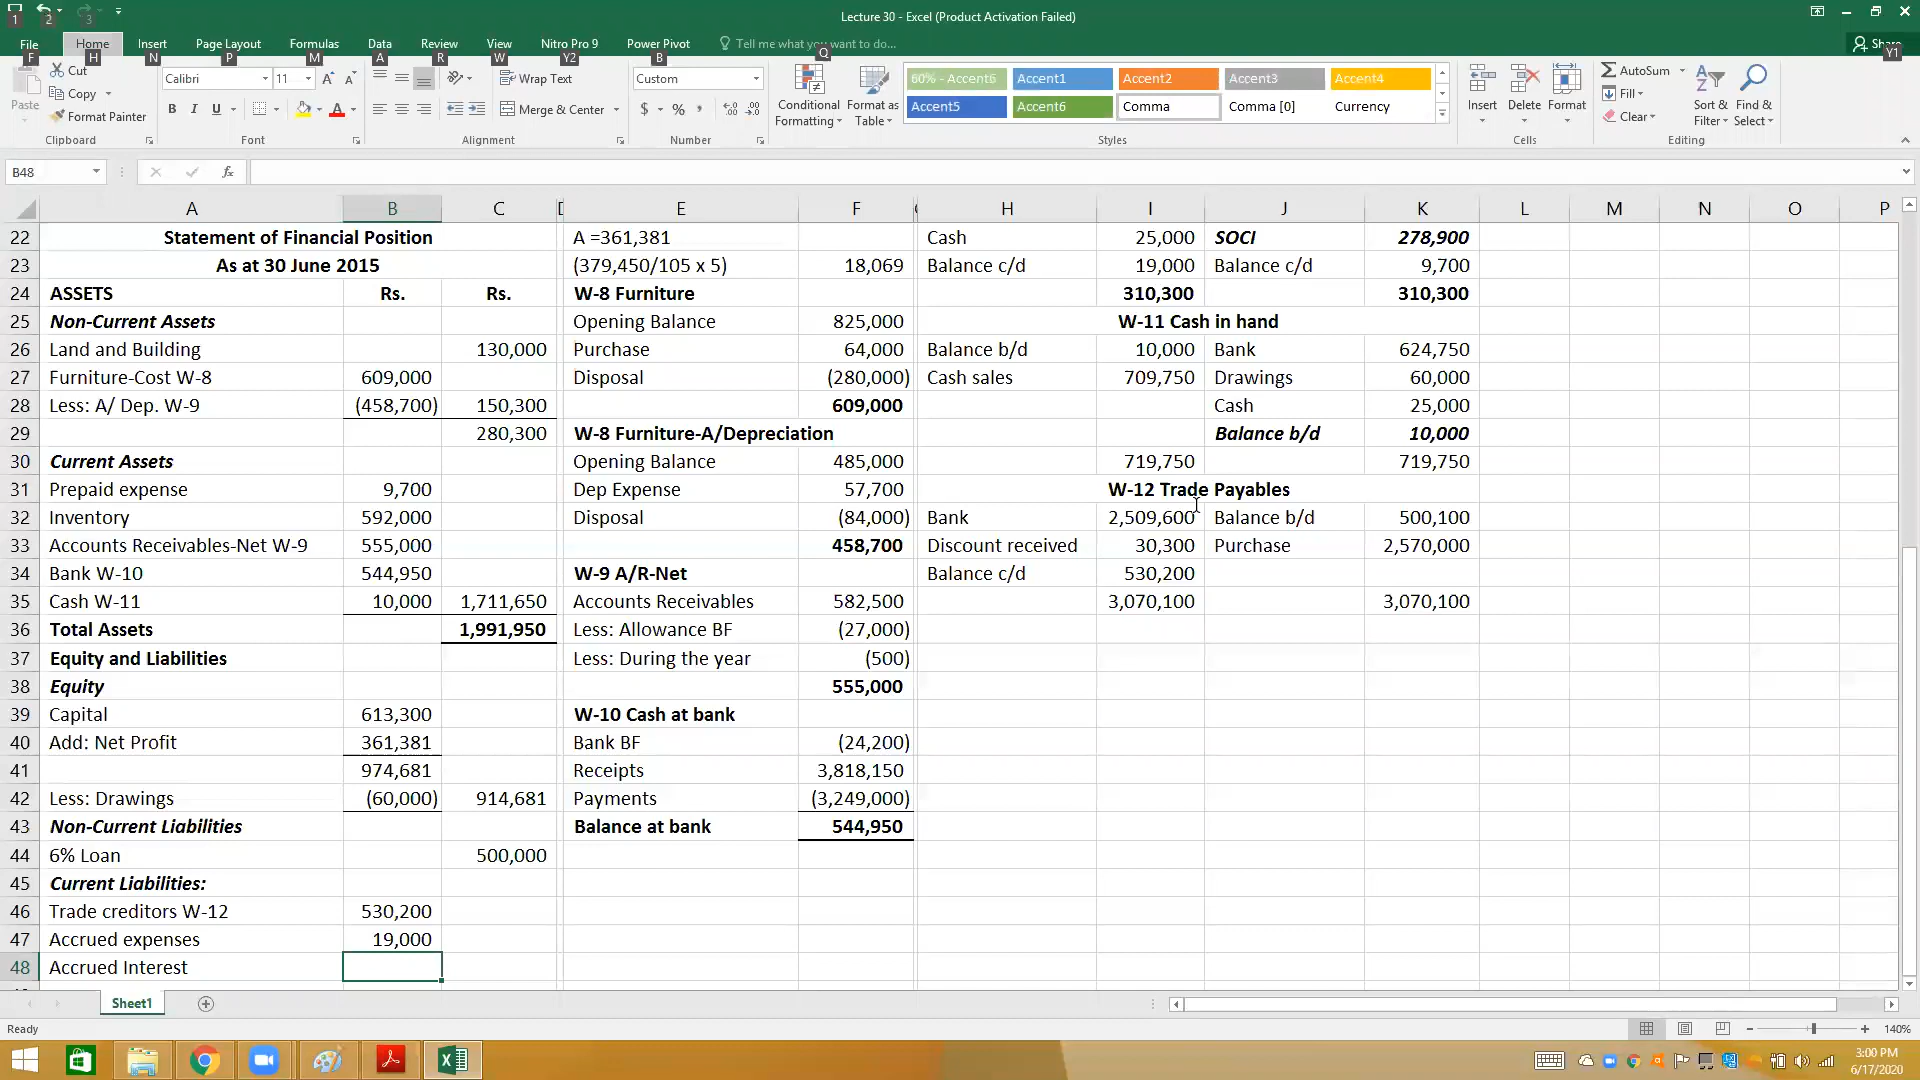 Lecture 30 - Excel (Product Activation Failed)
1 2 3
File Home Insert Page Layout Formulas Data Review View Nitro Pro 9 Power Pivot Tell me what you want to do... Share
F H N P M A R W Y2 B Q Y1
Cut
Copy
Format Painter
Paste
Clipboard
Calibri 11
B I U
Font
Wrap Text
Merge & Center
Alignment
Custom
$ % ,
Number
Conditional Formatting
Format as Table
60% - Accent6 Accent1 Accent2 Accent3 Accent4
Accent5 Accent6 Comma Comma [0] Currency
Styles
Insert Delete Format
Cells
AutoSum
Fill
Clear
Sort & Filter
Find & Select
Editing
B48 fx
A B C D E F H I J K L M N O P
22 Statement of Financial Position A =361,381 Cash 25,000 SOCI 278,900
23 As at 30 June 2015 (379,450/105 x 5) 18,069 Balance c/d 19,000 Balance c/d 9,700
24 ASSETS Rs. Rs. W-8 Furniture 310,300 310,300
25 Non-Current Assets Opening Balance 825,000 W-11 Cash in hand
26 Land and Building 130,000 Purchase 64,000 Balance b/d 10,000 Bank 624,750
27 Furniture-Cost W-8 609,000 Disposal (280,000) Cash sales 709,750 Drawings 60,000
28 Less: A/ Dep. W-9 (458,700) 150,300 609,000 Cash 25,000
29 280,300 W-8 Furniture-A/Depreciation Balance b/d 10,000
30 Current Assets Opening Balance 485,000 719,750 719,750
31 Prepaid expense 9,700 Dep Expense 57,700 W-12 Trade Payables
32 Inventory 592,000 Disposal (84,000) Bank 2,509,600 Balance b/d 500,100
33 Accounts Receivables-Net W-9 555,000 458,700 Discount received 30,300 Purchase 2,570,000
34 Bank W-10 544,950 W-9 A/R-Net Balance c/d 530,200
35 Cash W-11 10,000 1,711,650 Accounts Receivables 582,500 3,070,100 3,070,100
36 Total Assets 1,991,950 Less: Allowance BF (27,000)
37 Equity and Liabilities Less: During the year (500)
38 Equity 555,000
39 Capital 613,300 W-10 Cash at bank
40 Add: Net Profit 361,381 Bank BF (24,200)
41 974,681 Receipts 3,818,150
42 Less: Drawings (60,000) 914,681 Payments (3,249,000)
43 Non-Current Liabilities Balance at bank 544,950
44 6% Loan 500,000
45 Current Liabilities:
46 Trade creditors W-12 530,200
47 Accrued expenses 19,000
48 Accrued Interest
Sheet1
Ready 140%
3:00 PM
6/17/2020